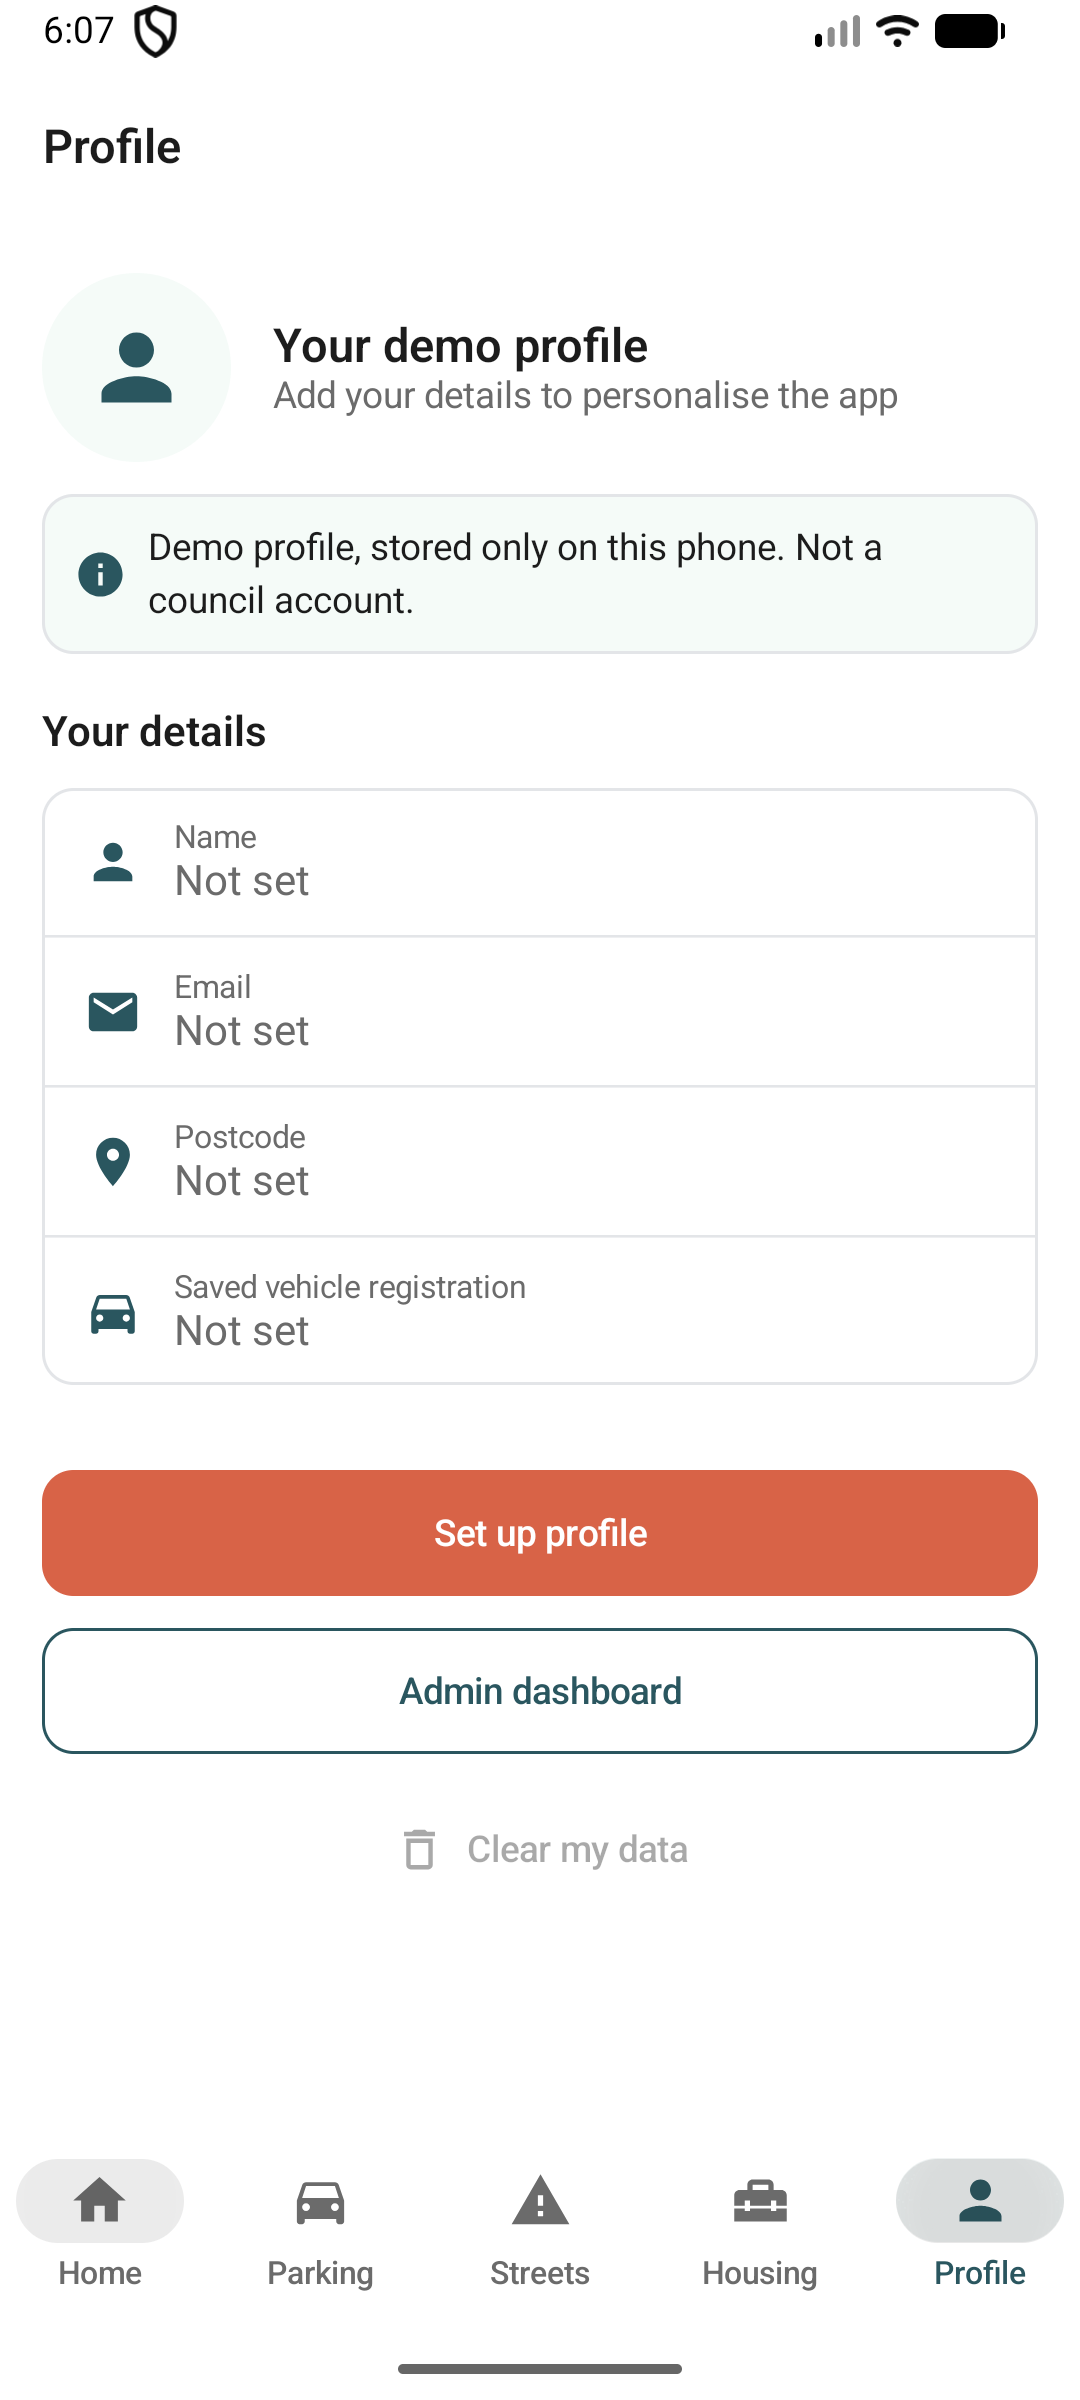 6:07
Profile
Your demo profile
Add your details to personalise the app
Demo profile, stored only on this phone. Not a
council account.
Your details
Name
Not set
Email
Not set
Postcode
Not set
Saved vehicle registration
Not set
Set up profile
Admin dashboard
Clear my data
Home
Parking
Streets
Housing
Profile